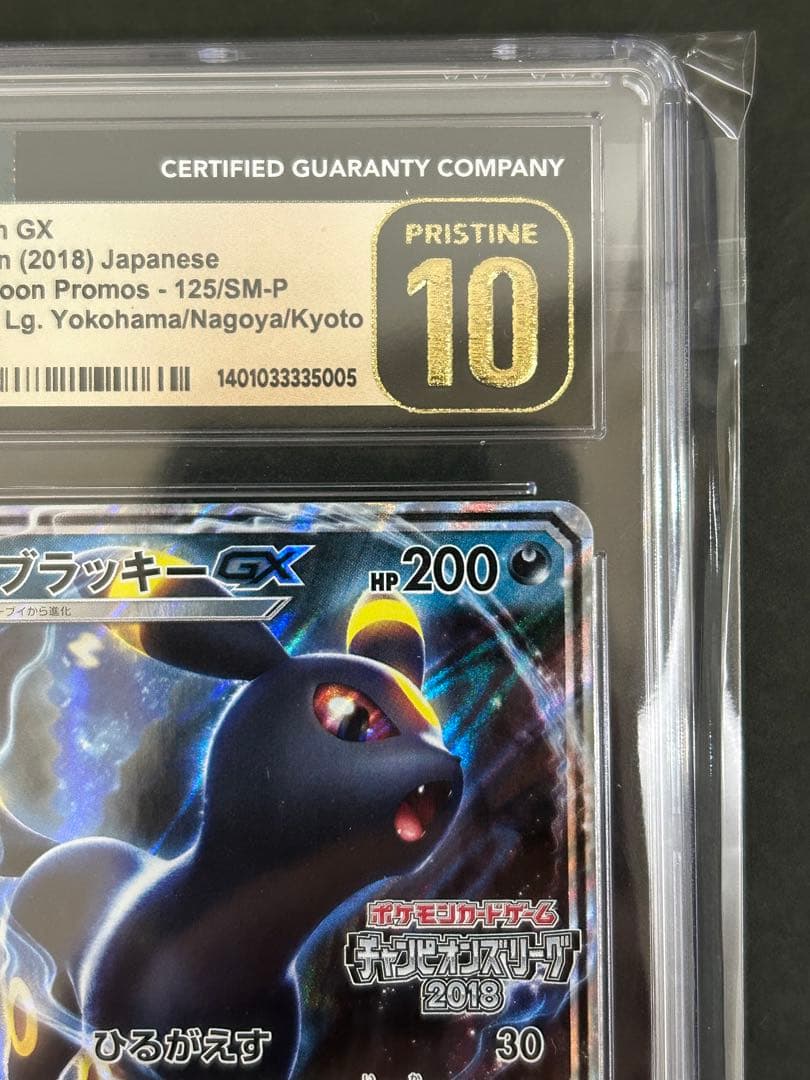 CERTIFIED GUARANTY COMPANY
GX
(2018) Japanese
Promos - 125/SM-P
Lg. Yokohama/Nagoya/Kyoto
1401033335005
PRISTINE
10
ブラッキーGX
HP200
ーブイから進化
ポケモンカードゲーム
チャンピオンズリーグ
2018
ひるがえす 30
い か